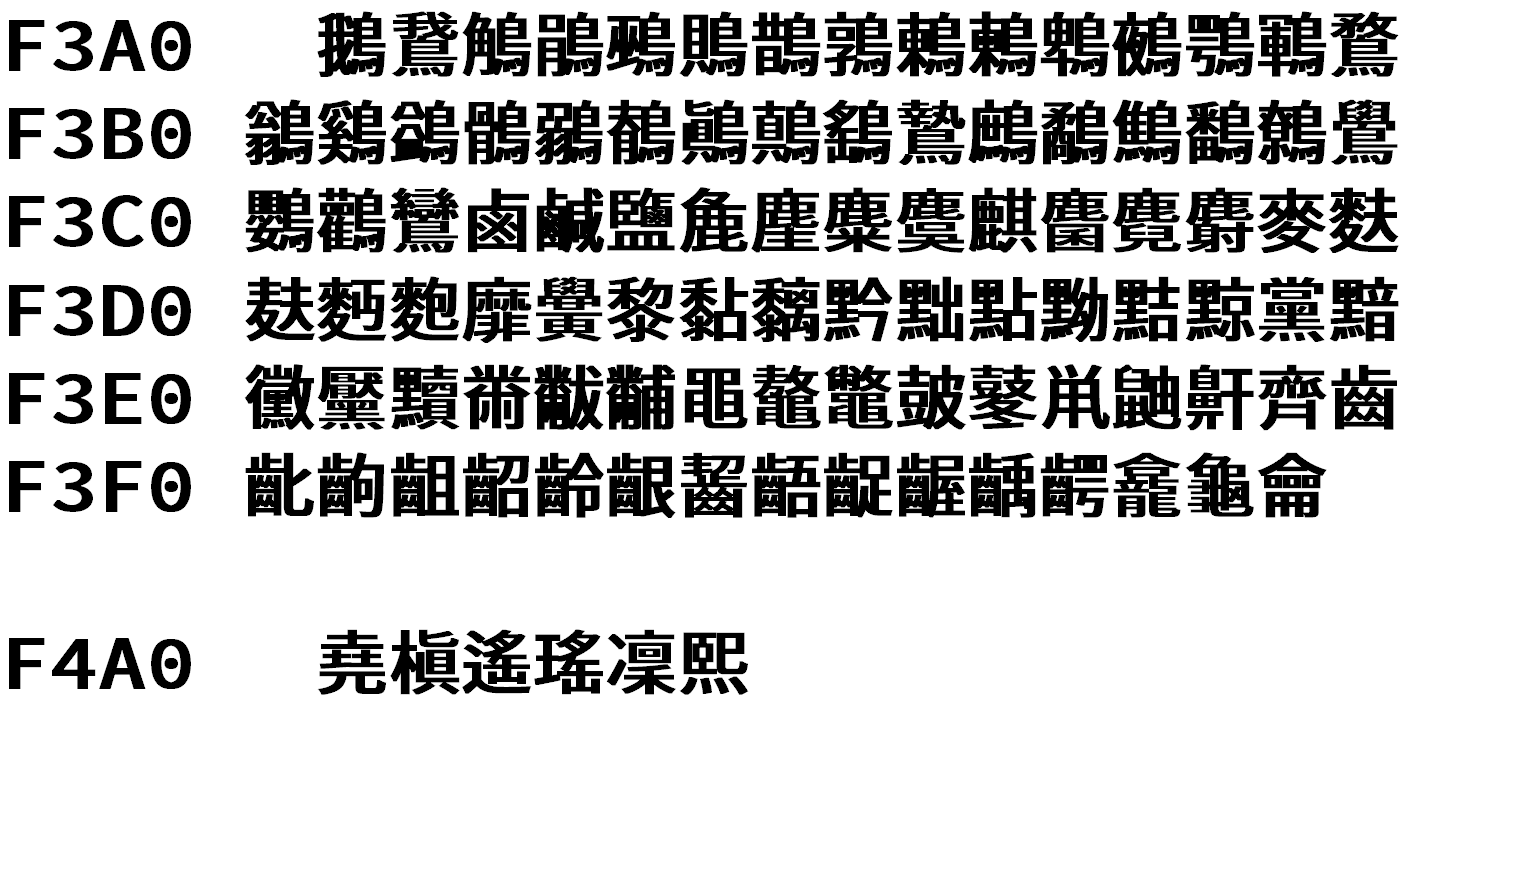 F3A0 鵝鵞鵤鵑鵐鵙鵲鶉鶇鶫鵯鵺鶚鶤鶩
F3B0 鶲鷄鷁鶻鶸鶺鷆鷏鷂鷙鷓鷸鷦鷭鷯鷽
F3C0 鸚鸛鸞鹵鹹鹽麁麈麋麌麒麕麑麝麥麩
F3D0 麸麪麭靡黌黎黏黐黔黜點黝黠黥黨黯
F3E0 黴黶黷黹黻黼黽鼇鼈皷鼕鼡鼬鼾齊齒
F3F0 齔齣齟齠齡齦齧齬齪齷齲齶龕龜龠
F4A0 堯槇遙瑤凜熙